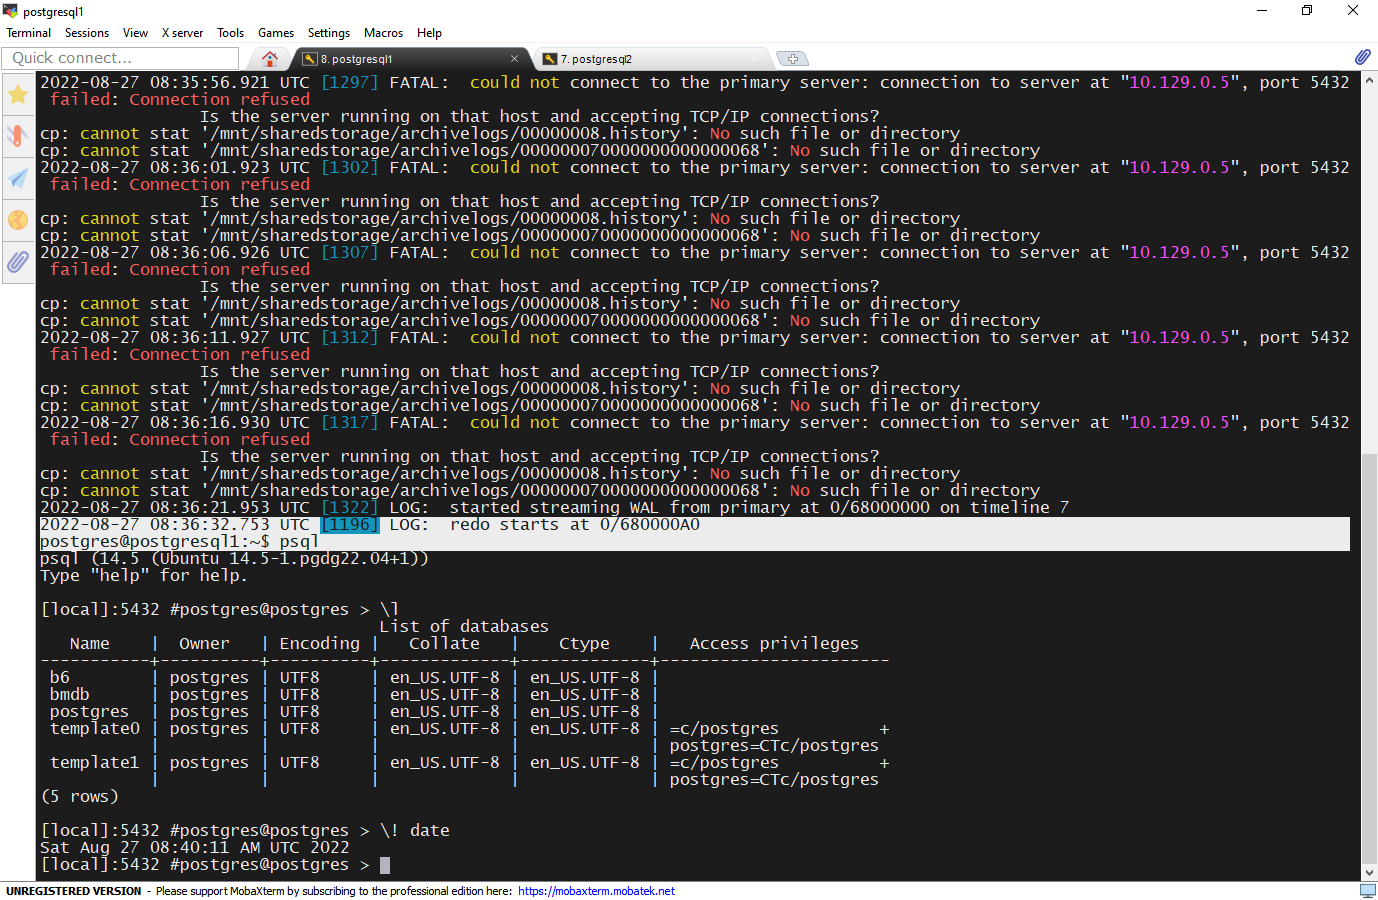 postgresql1
Terminal Sessions View X server Tools Games Settings Macros Help
Quick connect...
8. postgresql1
7. postgresql2
2022-08-27 08:35:56.921 UTC [1297] FATAL:  could not connect to the primary server: connection to server at "10.129.0.5", port 5432
failed: Connection refused
Is the server running on that host and accepting TCP/IP connections?
cp: cannot stat '/mnt/sharedstorage/archivelogs/00000008.history': No such file or directory
cp: cannot stat '/mnt/sharedstorage/archivelogs/000000070000000000000068': No such file or directory
2022-08-27 08:36:01.923 UTC [1302] FATAL:  could not connect to the primary server: connection to server at "10.129.0.5", port 5432
failed: Connection refused
Is the server running on that host and accepting TCP/IP connections?
cp: cannot stat '/mnt/sharedstorage/archivelogs/00000008.history': No such file or directory
cp: cannot stat '/mnt/sharedstorage/archivelogs/000000070000000000000068': No such file or directory
2022-08-27 08:36:06.926 UTC [1307] FATAL:  could not connect to the primary server: connection to server at "10.129.0.5", port 5432
failed: Connection refused
Is the server running on that host and accepting TCP/IP connections?
cp: cannot stat '/mnt/sharedstorage/archivelogs/00000008.history': No such file or directory
cp: cannot stat '/mnt/sharedstorage/archivelogs/000000070000000000000068': No such file or directory
2022-08-27 08:36:11.927 UTC [1312] FATAL:  could not connect to the primary server: connection to server at "10.129.0.5", port 5432
failed: Connection refused
Is the server running on that host and accepting TCP/IP connections?
cp: cannot stat '/mnt/sharedstorage/archivelogs/00000008.history': No such file or directory
cp: cannot stat '/mnt/sharedstorage/archivelogs/000000070000000000000068': No such file or directory
2022-08-27 08:36:16.930 UTC [1317] FATAL:  could not connect to the primary server: connection to server at "10.129.0.5", port 5432
failed: Connection refused
Is the server running on that host and accepting TCP/IP connections?
cp: cannot stat '/mnt/sharedstorage/archivelogs/00000008.history': No such file or directory
cp: cannot stat '/mnt/sharedstorage/archivelogs/000000070000000000000068': No such file or directory
2022-08-27 08:36:21.953 UTC [1322] LOG:  started streaming WAL from primary at 0/68000000 on timeline 7
2022-08-27 08:36:32.753 UTC [1196] LOG:  redo starts at 0/680000A0
postgres@postgresql1:~$ psql
psql (14.5 (Ubuntu 14.5-1.pgdg22.04+1))
Type "help" for help.
[local]:5432 #postgres@postgres > \l
List of databases
Name | Owner | Encoding | Collate | Ctype | Access privileges
-----------+----------+----------+-------------+-------------+-----------------------
b6 | postgres | UTF8 | en_US.UTF-8 | en_US.UTF-8 |
bmdb | postgres | UTF8 | en_US.UTF-8 | en_US.UTF-8 |
postgres | postgres | UTF8 | en_US.UTF-8 | en_US.UTF-8 |
template0 | postgres | UTF8 | en_US.UTF-8 | en_US.UTF-8 | =c/postgres +
| | | | | postgres=CTc/postgres
template1 | postgres | UTF8 | en_US.UTF-8 | en_US.UTF-8 | =c/postgres +
| | | | | postgres=CTc/postgres
(5 rows)
[local]:5432 #postgres@postgres > \! date
Sat Aug 27 08:40:11 AM UTC 2022
[local]:5432 #postgres@postgres >
UNREGISTERED VERSION - Please support MobaXterm by subscribing to the professional edition here: https://mobaxterm.mobatek.net